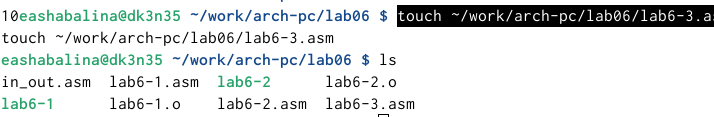 10eashabalina@dk3n35 ~/work/arch-pc/lab06 $ touch ~/work/arch-pc/lab06/lab6-3.as
touch ~/work/arch-pc/lab06/lab6-3.asm
eashabalina@dk3n35 ~/work/arch-pc/lab06 $ ls
in_out.asm lab6-1.asm lab6-2 lab6-2.o
lab6-1 lab6-1.o lab6-2.asm lab6-3.asm